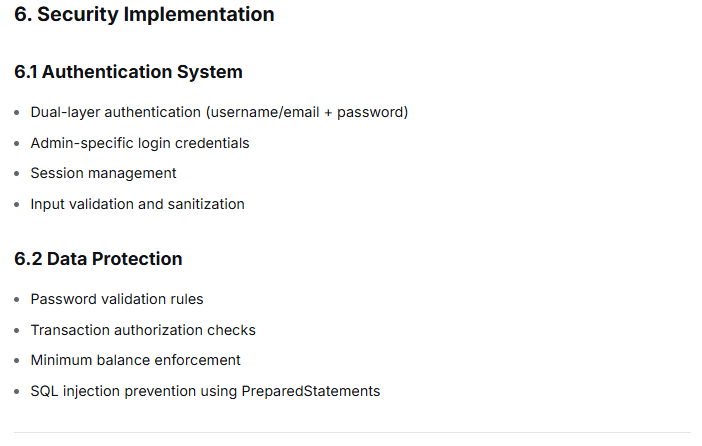 6. Security Implementation
6.1 Authentication System
• Dual-layer authentication (username/email + password)
• Admin-specific login credentials
• Session management
• Input validation and sanitization
6.2 Data Protection
• Password validation rules
• Transaction authorization checks
• Minimum balance enforcement
• SQL injection prevention using PreparedStatements